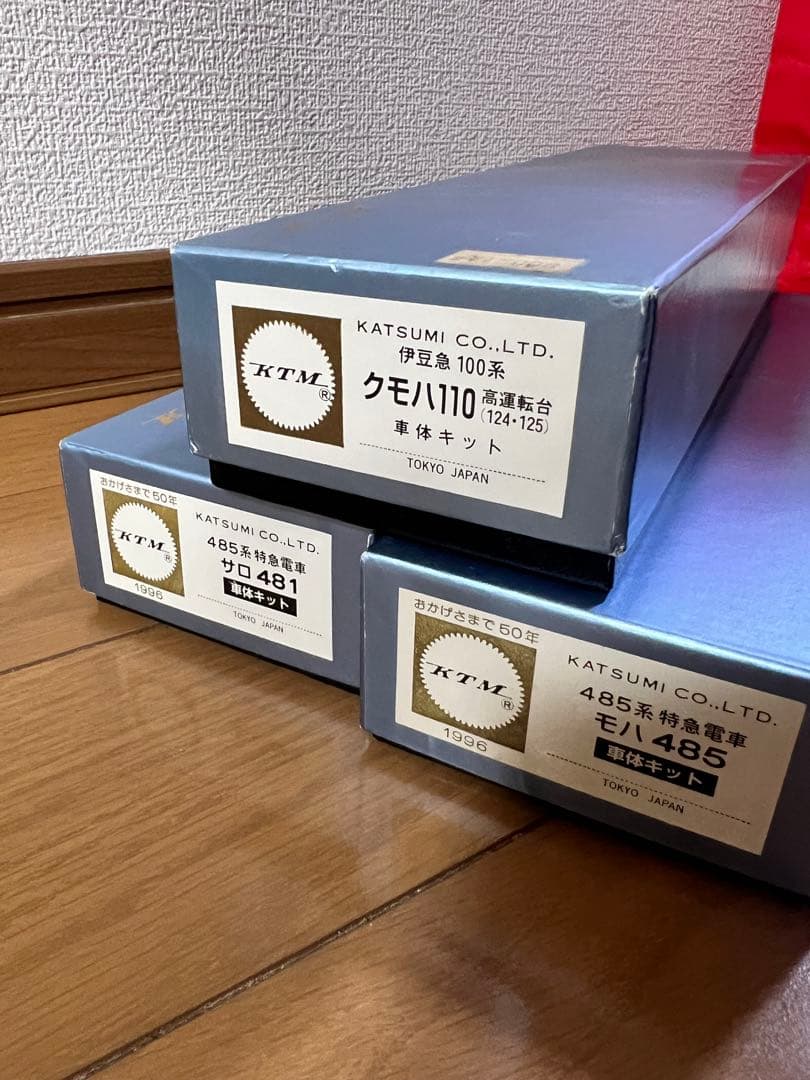 KTM
®
KATSUMI CO.,LTD.
伊豆急 100系
クモハ110 高運転台
(124・125)
車体キット
TOKYO JAPAN
おかげさまで50年
KTM
®
1996
KATSUMI CO.,LTD.
485系 特急電車
サロ 481
車体キット
TOKYO JAPAN
おかげさまで50年
KTM
®
1996
KATSUMI CO.,LTD.
485系 特急電車
モハ 485
車体キット
TOKYO JAPAN